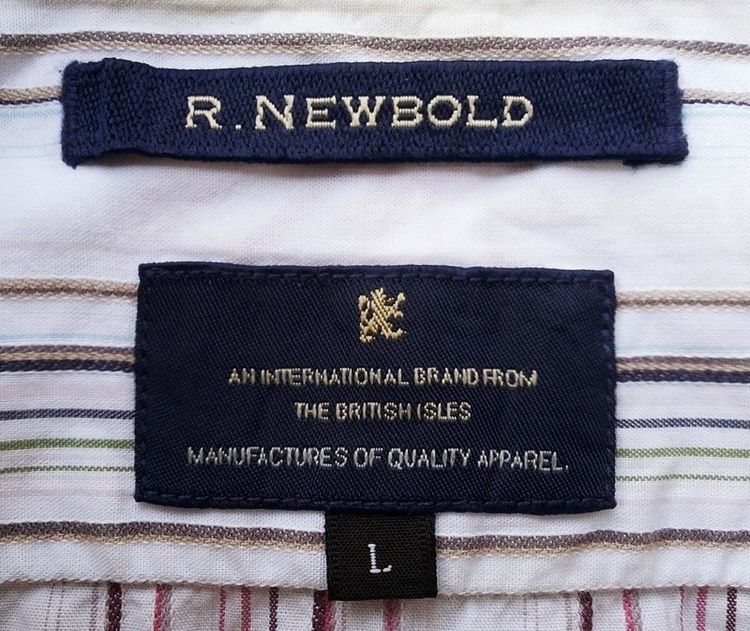 R. NEWBOLD
AN INTERNATIONAL BRAND FROM
THE BRITISH ISLES
MANUFACTURES OF QUALITY APPAREL.
L